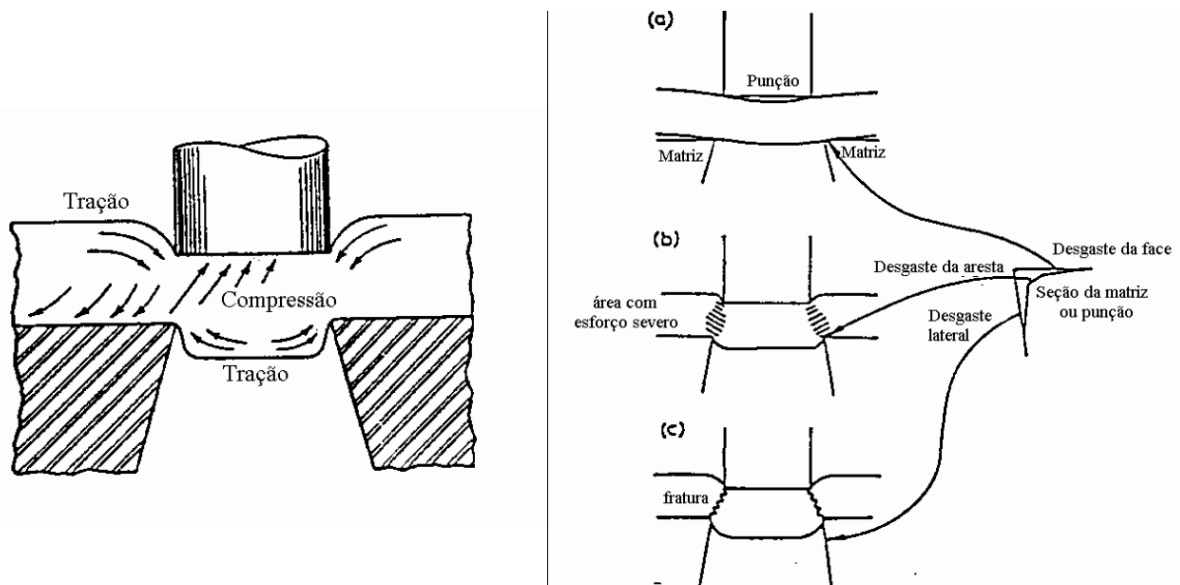 Tração
Compressão
Tração
(a)
Punção
Matriz
Matriz
Desgaste da face
(b)
Desgaste da aresta
área com
esforço severo
Seção da matriz
ou punção
Desgaste
lateral
(c)
fratura